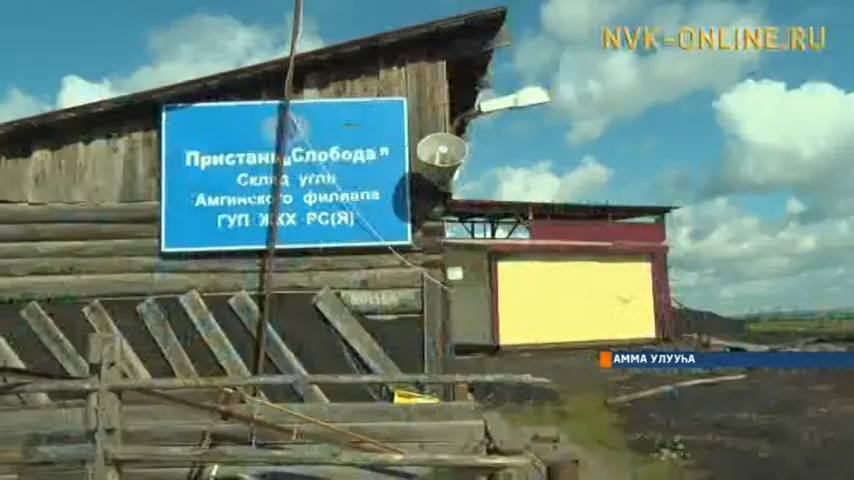 NVK-ONLINE.RU
Пристань „Слобода"
Склад угля
Амгинского филиала
ГУП ЖКХ РС(Я)
АММА УЛУУҺА